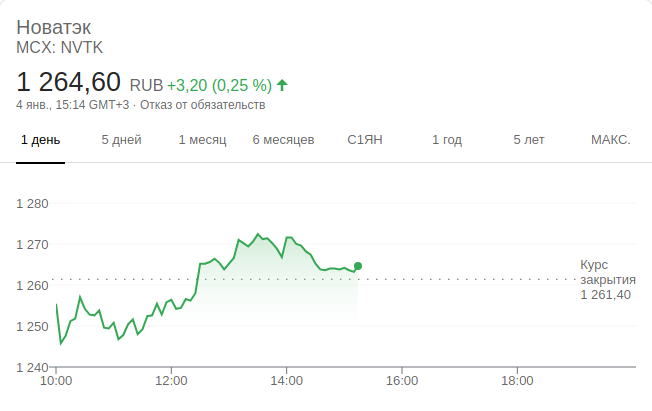 Новатэк
MCX: NVTK
1 264,60 RUB +3,20 (0,25 %)
4 янв., 15:14 GMT+3 · Отказ от обязательств
1 день 5 дней 1 месяц 6 месяцев С1ЯН 1 год 5 лет МАКС.
1 280
1 270
1 260
1 250
1 240
Курс
закрытия
1 261,40
10:00 12:00 14:00 16:00 18:00